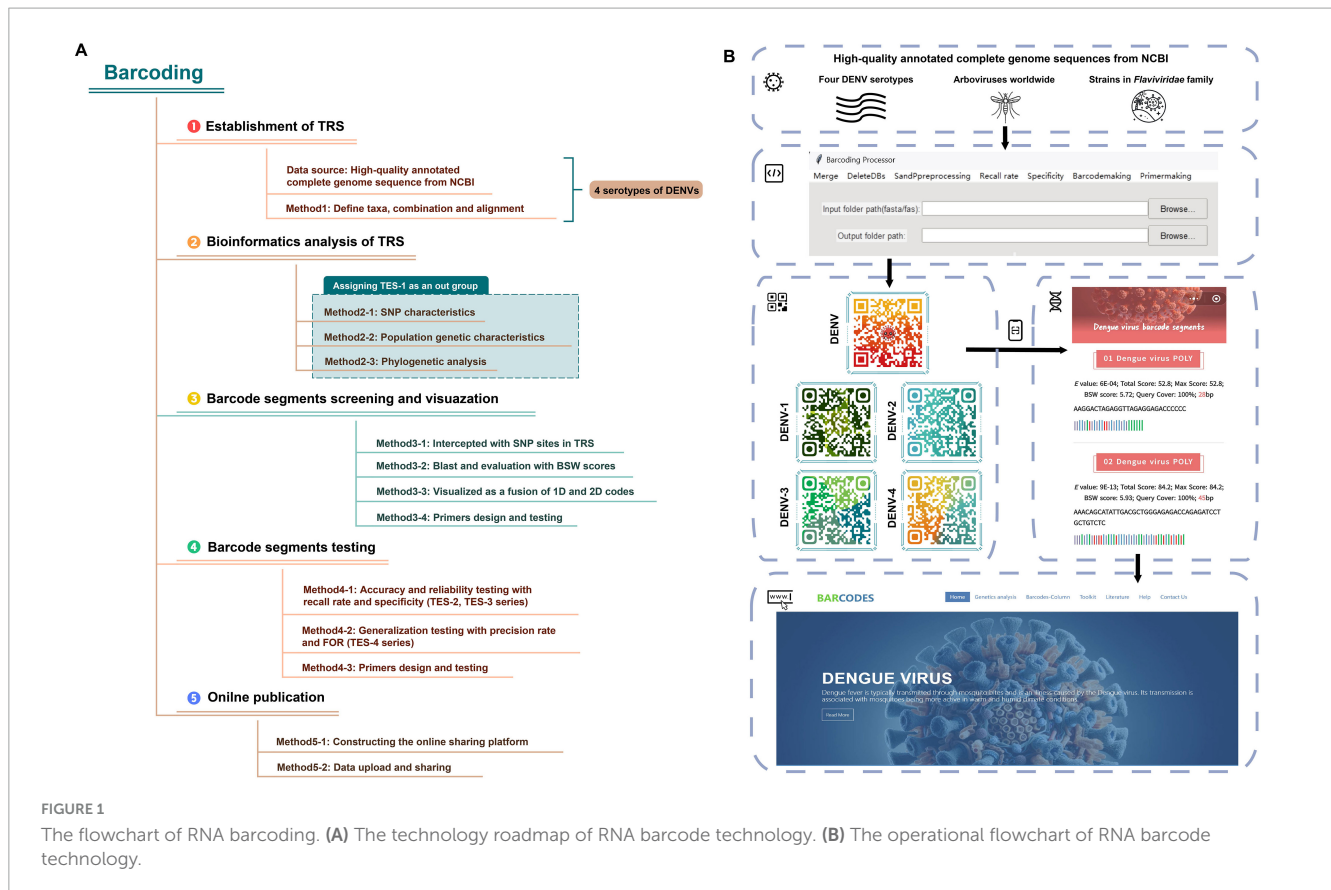 A
Barcoding
1 Establishment of TRS
Data source: High-quality annotated
complete genome sequence from NCBI
Method1: Define taxa, combination and alignment
4 serotypes of DENVs
2 Bioinformatics analysis of TRS
Assigning TES-1 as an out group
Method2-1: SNP characteristics
Method2-2: Population genetic characteristics
Method2-3: Phylogenetic analysis
3 Barcode segments screening and visuazation
Method3-1: Intercepted with SNP sites in TRS
Method3-2: Blast and evaluation with BSW scores
Method3-3: Visualized as a fusion of 1D and 2D codes
Method3-4: Primers design and testing
4 Barcode segments testing
Method4-1: Accuracy and reliability testing with
recall rate and specificity (TES-2, TES-3 series)
Method4-2: Generalization testing with precision rate
and FOR (TES-4 series)
Method4-3: Primers design and testing
5 Onilne publication
Method5-1: Constructing the online sharing platform
Method5-2: Data upload and sharing
B
High-quality annotated complete genome sequences from NCBI
Four DENV serotypes
Arboviruses worldwide
Strains in Flaviviridae family
Barcoding Processor
Merge DeleteDBs SandPpreprocessing Recall rate Specificity Barcodemaking Primermaking
Input folder path(fasta/fas):
Browse...
Output folder path:
Browse...
DENV
DENV-1
DENV-2
DENV-3
DENV-4
Dengue virus barcode segments
01 Dengue virus POLY
E value: 6E-04; Total Score: 52.8; Max Score: 52.8;
BSW score: 5.72; Query Cover: 100%; 28bp
AAGGACTAGAGGTTAGAGGAGACCCCCC
02 Dengue virus POLY
E value: 9E-13; Total Score: 84.2; Max Score: 84.2;
BSW score: 5.93; Query Cover: 100%; 45bp
AAACAGCATATTGACGCTGGGAGAGACCAGAGATCCT
GCTGTCTC
www.
BARCODES
Home Genetics analysis Barcodes-Column Toolkit Literature Help Contact Us
DENGUE VIRUS
Dengue fever is typically transmitted through mosquito bites and is an illness caused by the Dengue virus. Its transmission is
associated with mosquitoes being more active in warm and humid climate conditions.
Read More
FIGURE 1
The flowchart of RNA barcoding. (A) The technology roadmap of RNA barcode technology. (B) The operational flowchart of RNA barcode
technology.